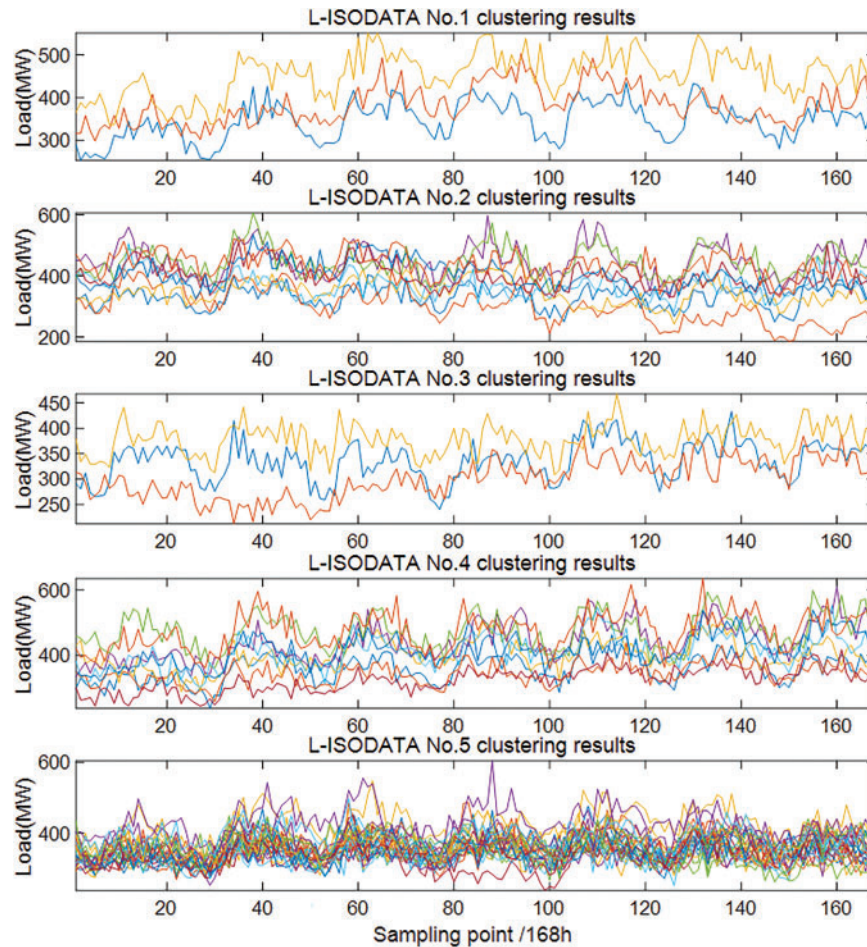 L-ISODATA No.1 clustering results
500
400
300
Load(MW)
20 40 60 80 100 120 140 160
L-ISODATA No.2 clustering results
600
400
200
Load(MW)
20 40 60 80 100 120 140 160
L-ISODATA No.3 clustering results
450
400
350
300
250
Load(MW)
20 40 60 80 100 120 140 160
L-ISODATA No.4 clustering results
600
400
Load(MW)
20 40 60 80 100 120 140 160
L-ISODATA No.5 clustering results
600
400
Load(MW)
20 40 60 80 100 120 140 160
Sampling point /168h